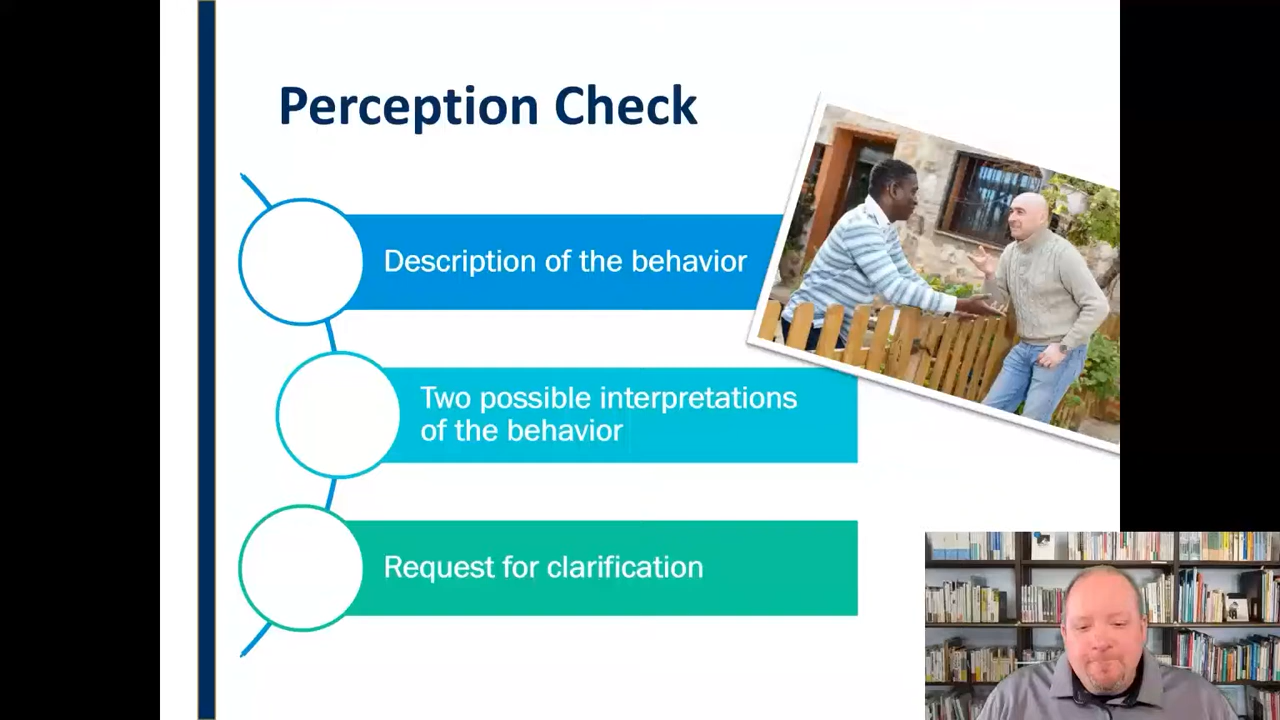 Perception Check
Description of the behavior
Two possible interpretations
of the behavior
Request for clarification